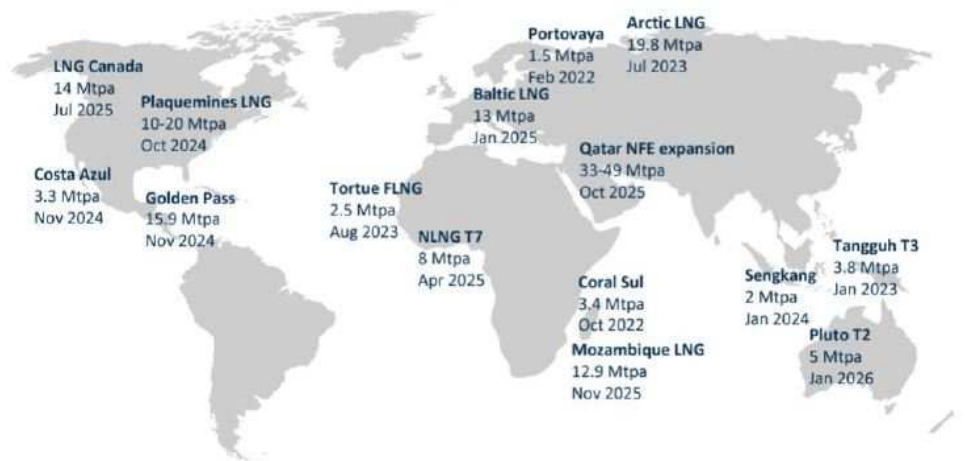 Arctic LNG
19.8 Mtpa
Jul 2023
Portovaya
1.5 Mtpa
Feb 2022
LNG Canada
14 Mtpa
Jul 2025
Plaquemines LNG
10-20 Mtpa
Oct 2024
Baltic LNG
13 Mtpa
Jan 2025
Qatar NFE expansion
33-49 Mtpa
Oct 2025
Costa Azul
3.3 Mtpa
Nov 2024
Golden Pass
15.9 Mtpa
Nov 2024
Tortue FLNG
2.5 Mtpa
Aug 2023
NLNG T7
8 Mtpa
Apr 2025
Tangguh T3
3.8 Mtpa
Jan 2023
Sengkang
2 Mtpa
Jan 2024
Coral Sul
3.4 Mtpa
Oct 2022
Pluto T2
5 Mtpa
Jan 2026
Mozambique LNG
12.9 Mtpa
Nov 2025